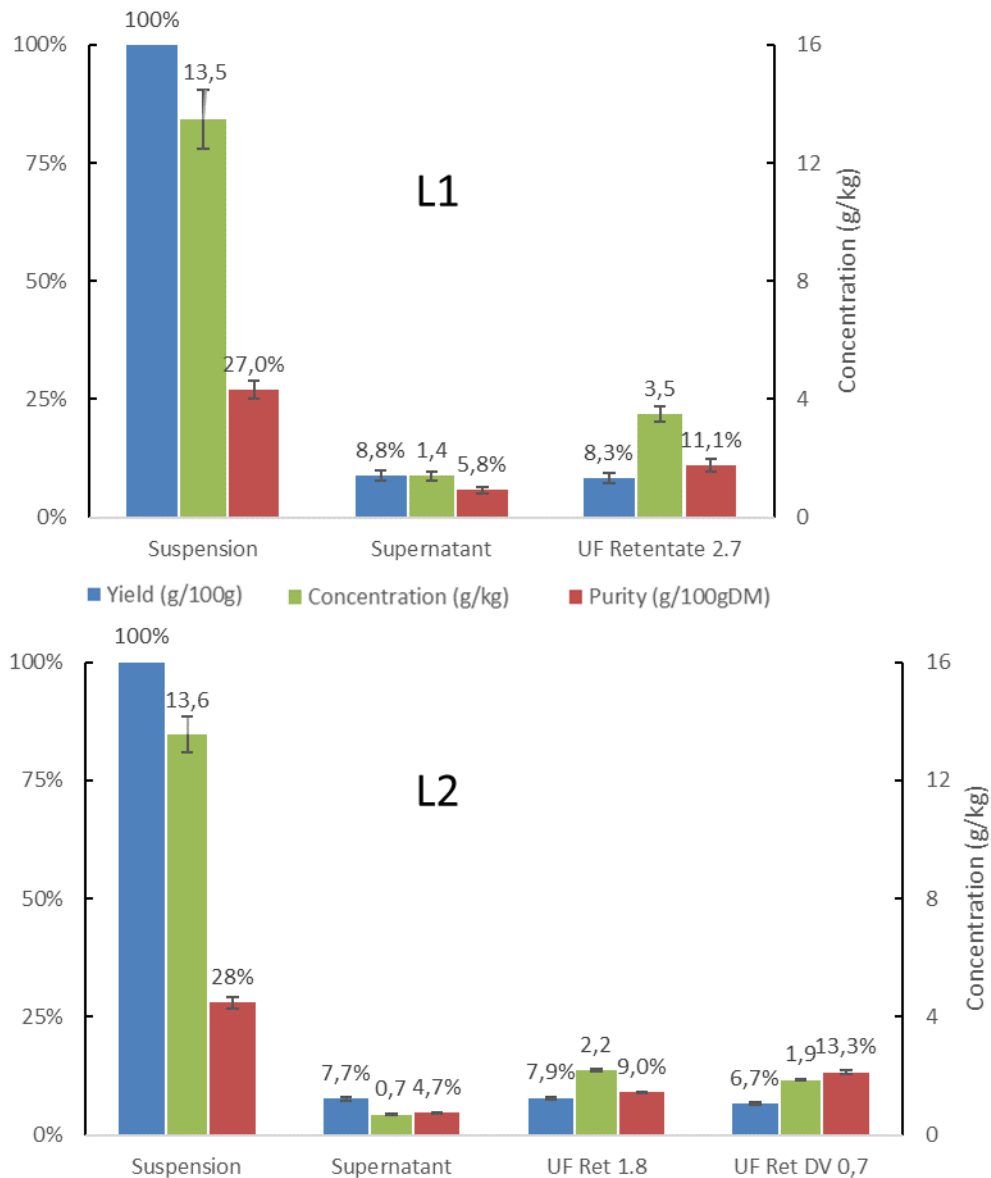 100%
100% 13,5 16
75% 12
L1
50% 8
27,0%
25% 3,5 4
8,8% 1,4 5,8% 8,3% 11,1%
0% 0
Concentration (g/kg)
Suspension Supernatant UF Retentate 2.7
Yield (g/100g) Concentration (g/kg) Purity (g/100gDM)
100%
100% 16
13,6
75% 12
L2
50% 8
28%
25% 4
7,7% 0,7 4,7% 7,9% 2,2 9,0% 6,7% 1,9 13,3%
0% 0
Concentration (g/kg)
Suspension Supernatant UF Ret 1.8 UF Ret DV 0,7